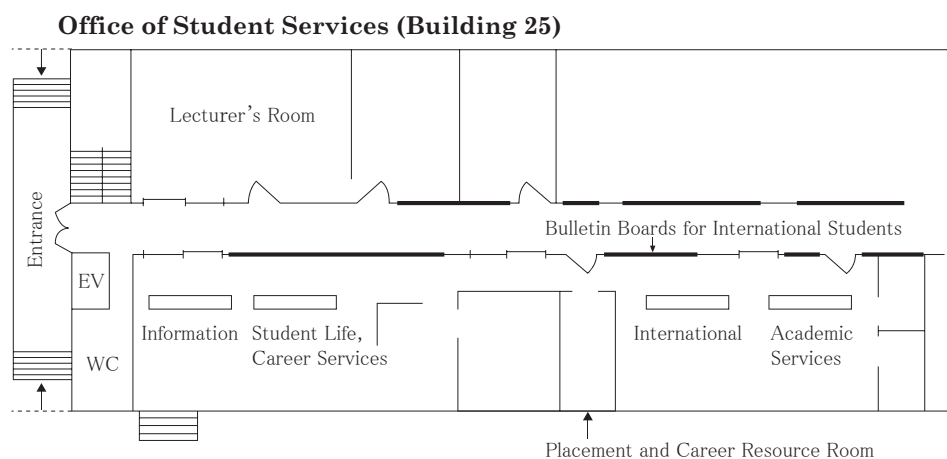 Office of Student Services (Building 25)
Lecturer's Room
Entrance
Bulletin Boards for International Students
EV
Information
Student Life,
Career Services
International
Academic
Services
WC
Placement and Career Resource Room